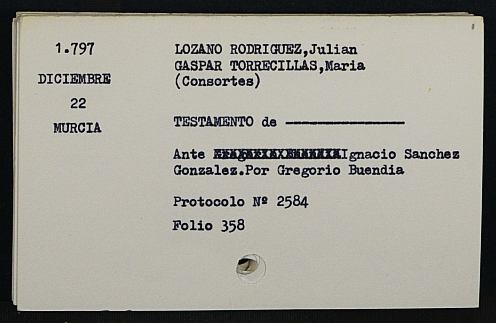 1.797
DICIEMBRE
22
MURCIA
LOZANO RODRIGUEZ,Julian
GASPAR TORRECILLAS,Maria
(Consortes)
TESTAMENTO de ----------------
Ante Ignacio Sanchez
Gonzalez.Por Gregorio Buendia
Protocolo Nº 2584
Folio 358